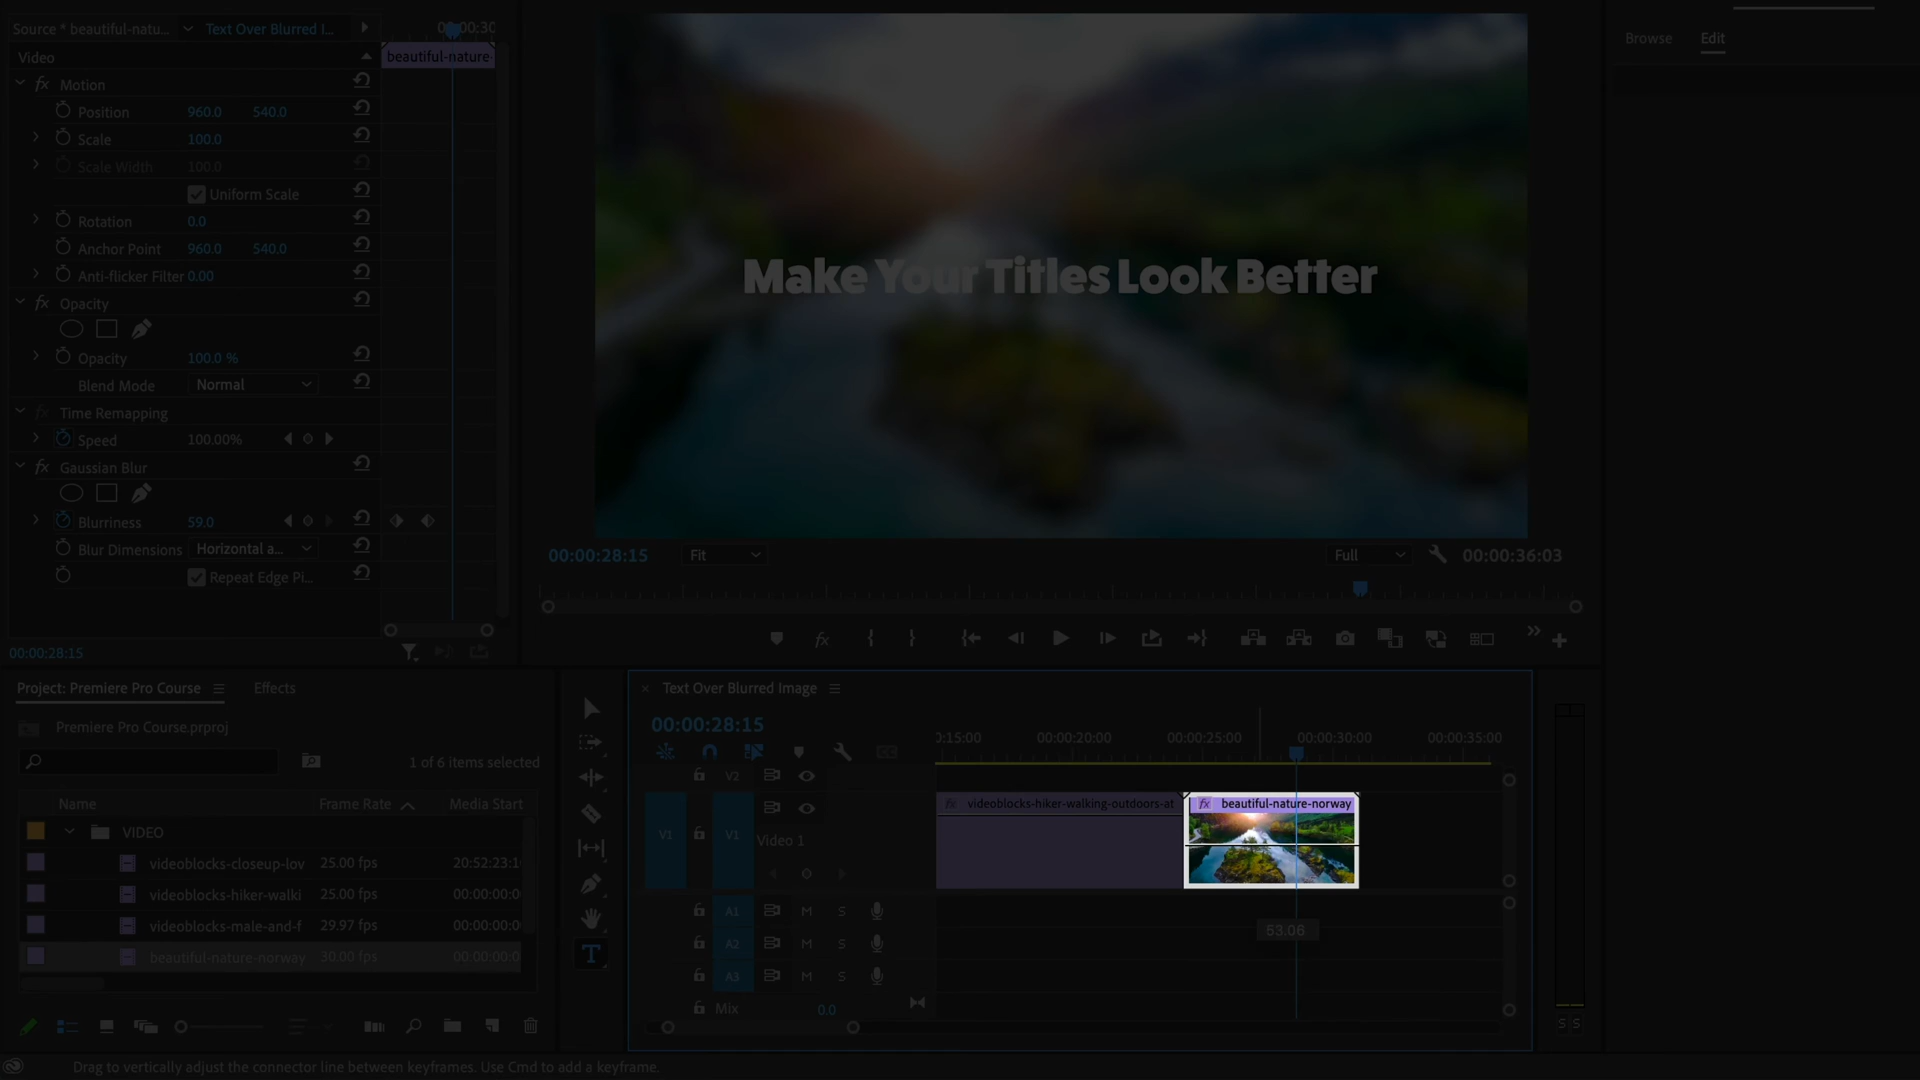 Source * beautiful-natu...
Text Over Blurred I...
00:00:30
Browse
Edit
Video
beautiful-nature-
fx Motion
Position 960.0 540.0
Scale 100.0
Scale Width 100.0
Uniform Scale
Rotation 0.0
Anchor Point 960.0 540.0
Anti-flicker Filter 0.00
fx Opacity
Opacity 100.0 %
Blend Mode Normal
fx Time Remapping
Speed 100.00%
fx Gaussian Blur
Blurriness 59.0
Blur Dimensions Horizontal a...
Repeat Edge Pi...
00:00:28:15
Make Your Titles Look Better
00:00:28:15 Fit Full 00:00:36:03
fx
Project: Premiere Pro Course
Effects
Premiere Pro Course.prproj
1 of 6 items selected
Name Frame Rate Media Start
VIDEO
videoblocks-closeup-lov 25.00 fps 20:52:23:1
videoblocks-hiker-walki 25.00 fps 00:00:00:0
videoblocks-male-and-f 29.97 fps 00:00:00:0
beautiful-nature-norway 30.00 fps 00:00:00:0
T
× Text Over Blurred Image
00:00:28:15
0:15:00 00:00:20:00 00:00:25:00 00:00:30:00 00:00:35:00
CC
V2
V1 V1 Video 1
fx videoblocks-hiker-walking-outdoors-at
fx beautiful-nature-norway
A1 M S
53.06
A2 M S
A3 M S
Mix 0.0
S S
Drag to vertically adjust the connector line between keyframes. Use Cmd to add a keyframe.